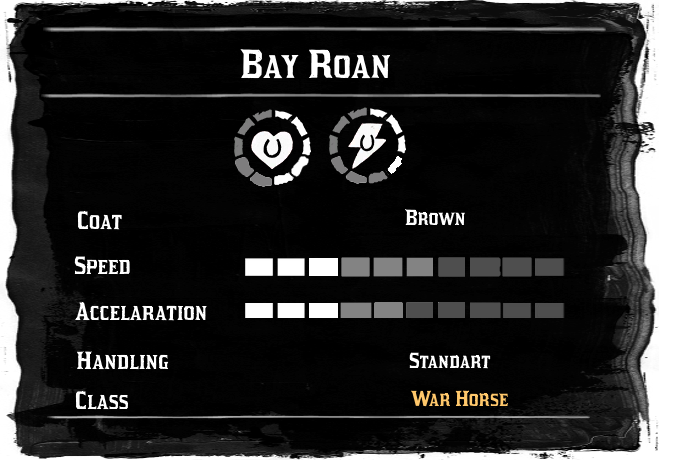 Bay Roan
Coat Brown
Speed
Accelaration
Handling Standart
Class War Horse